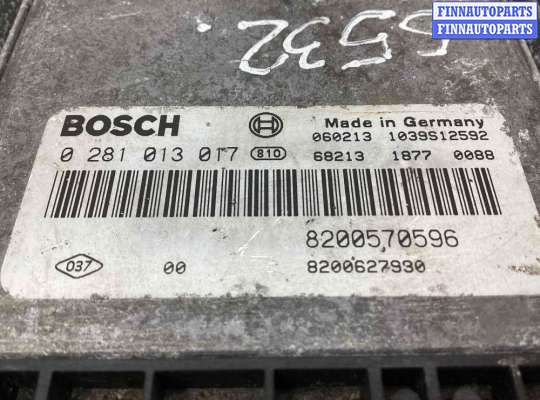 FINNAUTOPARTS
FINNAUTOPARTS
5532
BOSCH
Made in Germany
060213 1039S12592
0 281 013 017 810 68213 1877 0088
8200570596
037 00 8200627930